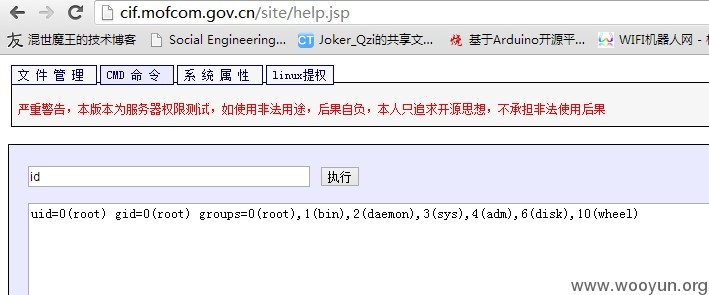 cif.mofcom.gov.cn/site/help.jsp
友 混世魔王的技术博客 Social Engineering... CT Joker_Qzi的共享文... 基于Arduino开源平... WIFI机器人网 -
文件管理 CMD命令 系统属性 linux提权
严重警告，本版本为服务器权限测试，如使用非法用途，后果自负，本人只追求开源思想，不承担非法使用后果
id 执行
uid=0(root) gid=0(root) groups=0(root),1(bin),2(daemon),3(sys),4(adm),6(disk),10(wheel)
www.wooyun.org